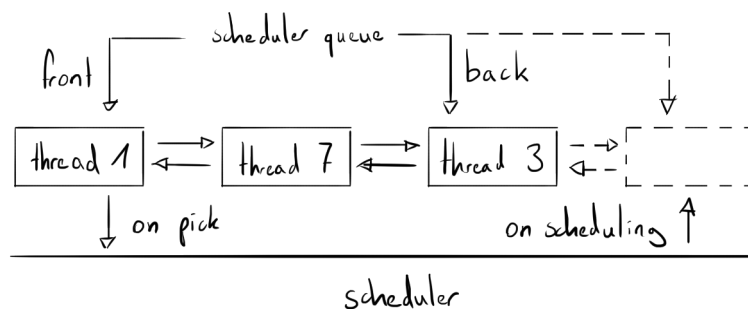 scheduler queue
front
back
thread 1
thread 7
thread 3
on pick
on scheduling
scheduler